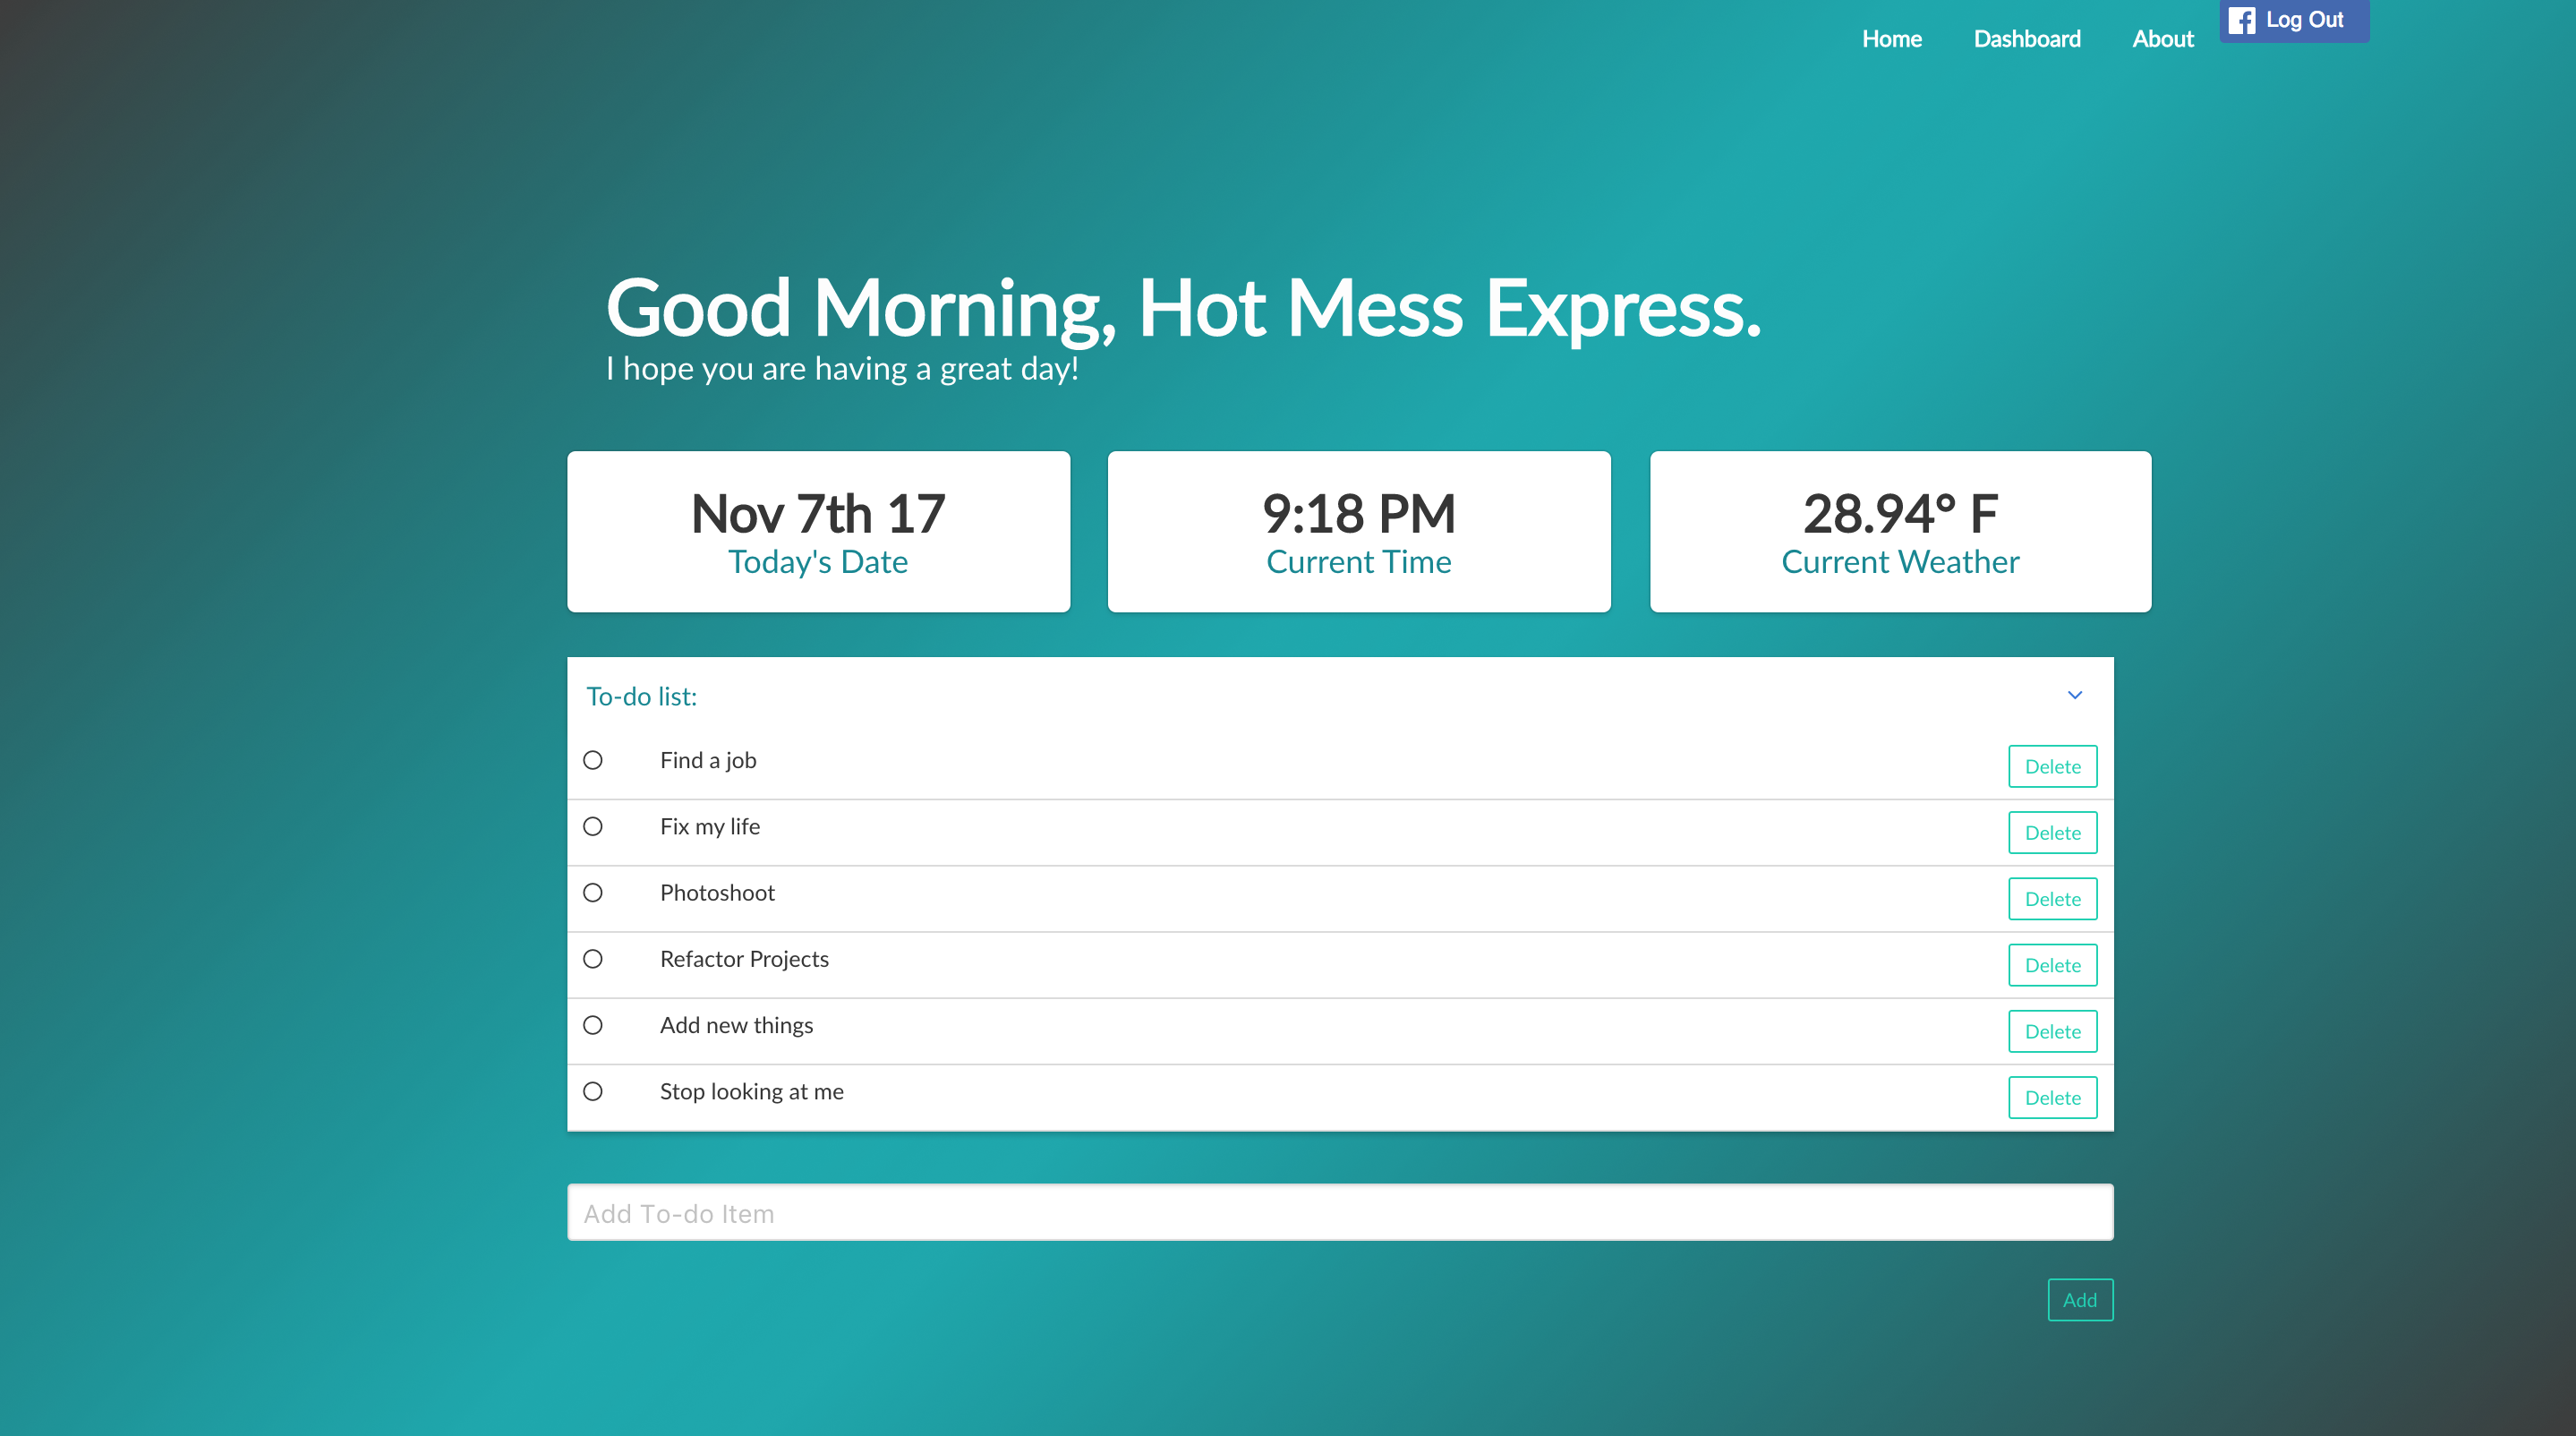 Home Dashboard About Log Out
Good Morning, Hot Mess Express.
I hope you are having a great day!
Nov 7th 17
Today's Date
9:18 PM
Current Time
28.94° F
Current Weather
To-do list:
Find a job Delete
Fix my life Delete
Photoshoot Delete
Refactor Projects Delete
Add new things Delete
Stop looking at me Delete
Add To-do Item
Add